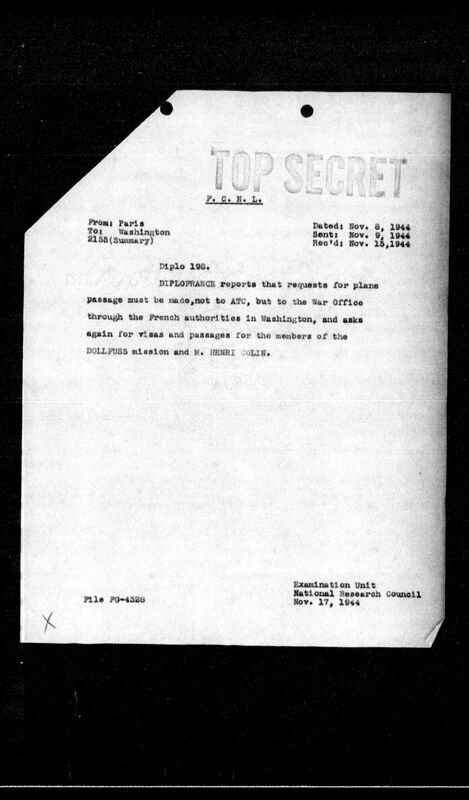 TOP SECRET
F. C. N. L.
From: Paris
To: Washington
2155(Summary)
Dated: Nov. 8, 1944
Sent: Nov. 9, 1944
Rec'd: Nov. 15,1944
Diplo 198.
DIPLOFRANCE reports that requests for plane
passage must be made,not to ATC, but to the War Office
through the French authorities in Washington, and asks
again for visas and passages for the members of the
DOLLFUSS mission and M. HENRI COLIN.
Examination Unit
National Research Council
Nov. 17, 1944
File FG-4328
X